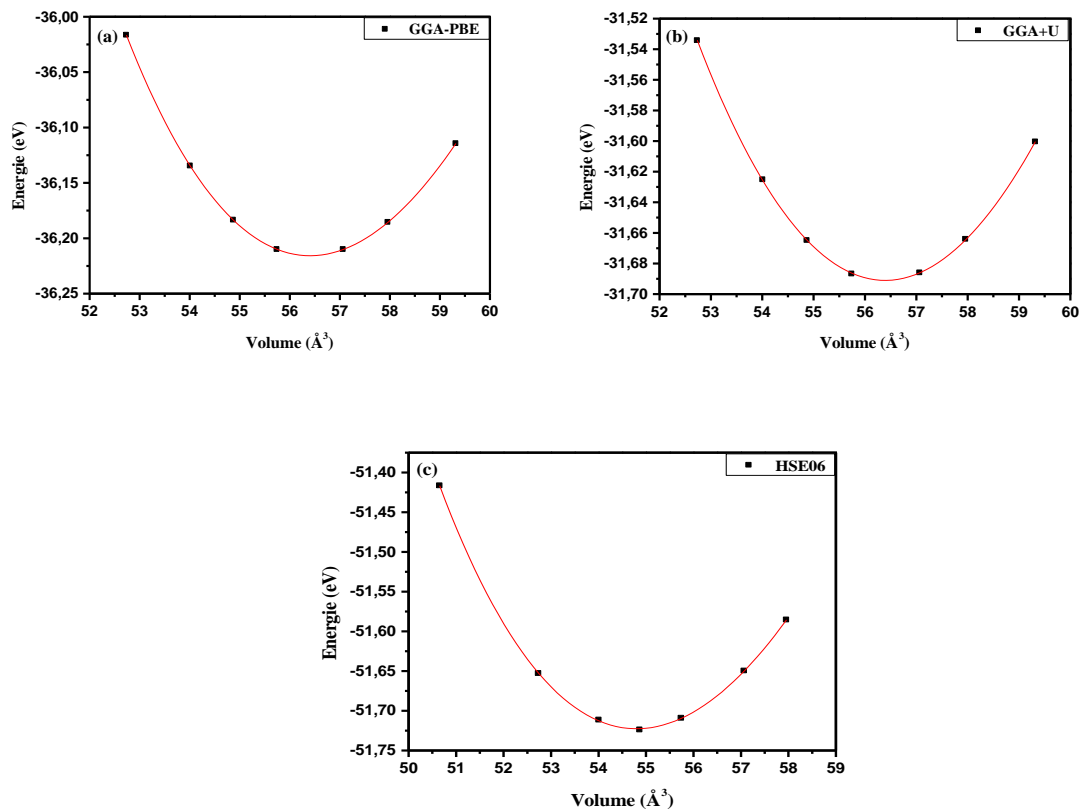 (a)
GGA-PBE
-36,00
-36,05
-36,10
-36,15
-36,20
-36,25
Energie (eV)
52 53 54 55 56 57 58 59 60
Volume (Å³)
(b)
GGA+U
-31,52
-31,54
-31,56
-31,58
-31,60
-31,62
-31,64
-31,66
-31,68
-31,70
Energie (eV)
52 53 54 55 56 57 58 59 60
Volume (Å³)
(c)
HSE06
-51,40
-51,45
-51,50
-51,55
-51,60
-51,65
-51,70
-51,75
Energie (eV)
50 51 52 53 54 55 56 57 58 59
Volume (Å³)